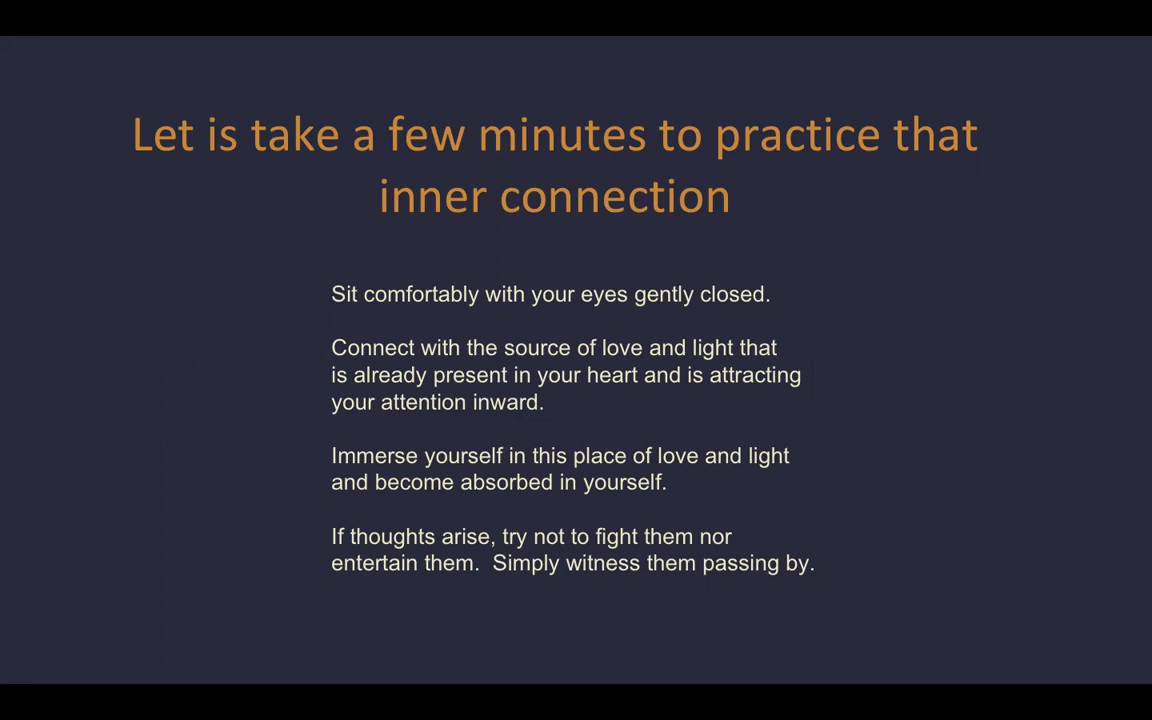 Let is take a few minutes to practice that
inner connection
Sit comfortably with your eyes gently closed.
Connect with the source of love and light that
is already present in your heart and is attracting
your attention inward.
Immerse yourself in this place of love and light
and become absorbed in yourself.
If thoughts arise, try not to fight them nor
entertain them.  Simply witness them passing by.